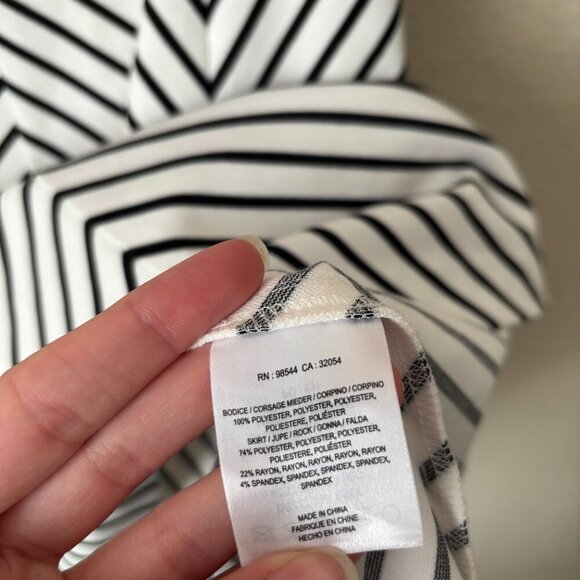 RN : 98544 CA : 32054
BODICE / CORSAGE MIEDER / CORPINO / CORPINO
100% POLYESTER, POLYESTER, POLYESTER,
POLIESTERE, POLIÉSTER
SKIRT / JUPE / ROCK / GONNA / FALDA
74% POLYESTER, POLYESTER, POLYESTER,
POLIESTERE, POLIÉSTER
22% RAYON, RAYON, RAYON, RAYON, RAYON
4% SPANDEX, SPANDEX, SPANDEX, SPANDEX,
SPANDEX
MADE IN CHINA
FABRIQUE EN CHINE
HECHO EN CHINA